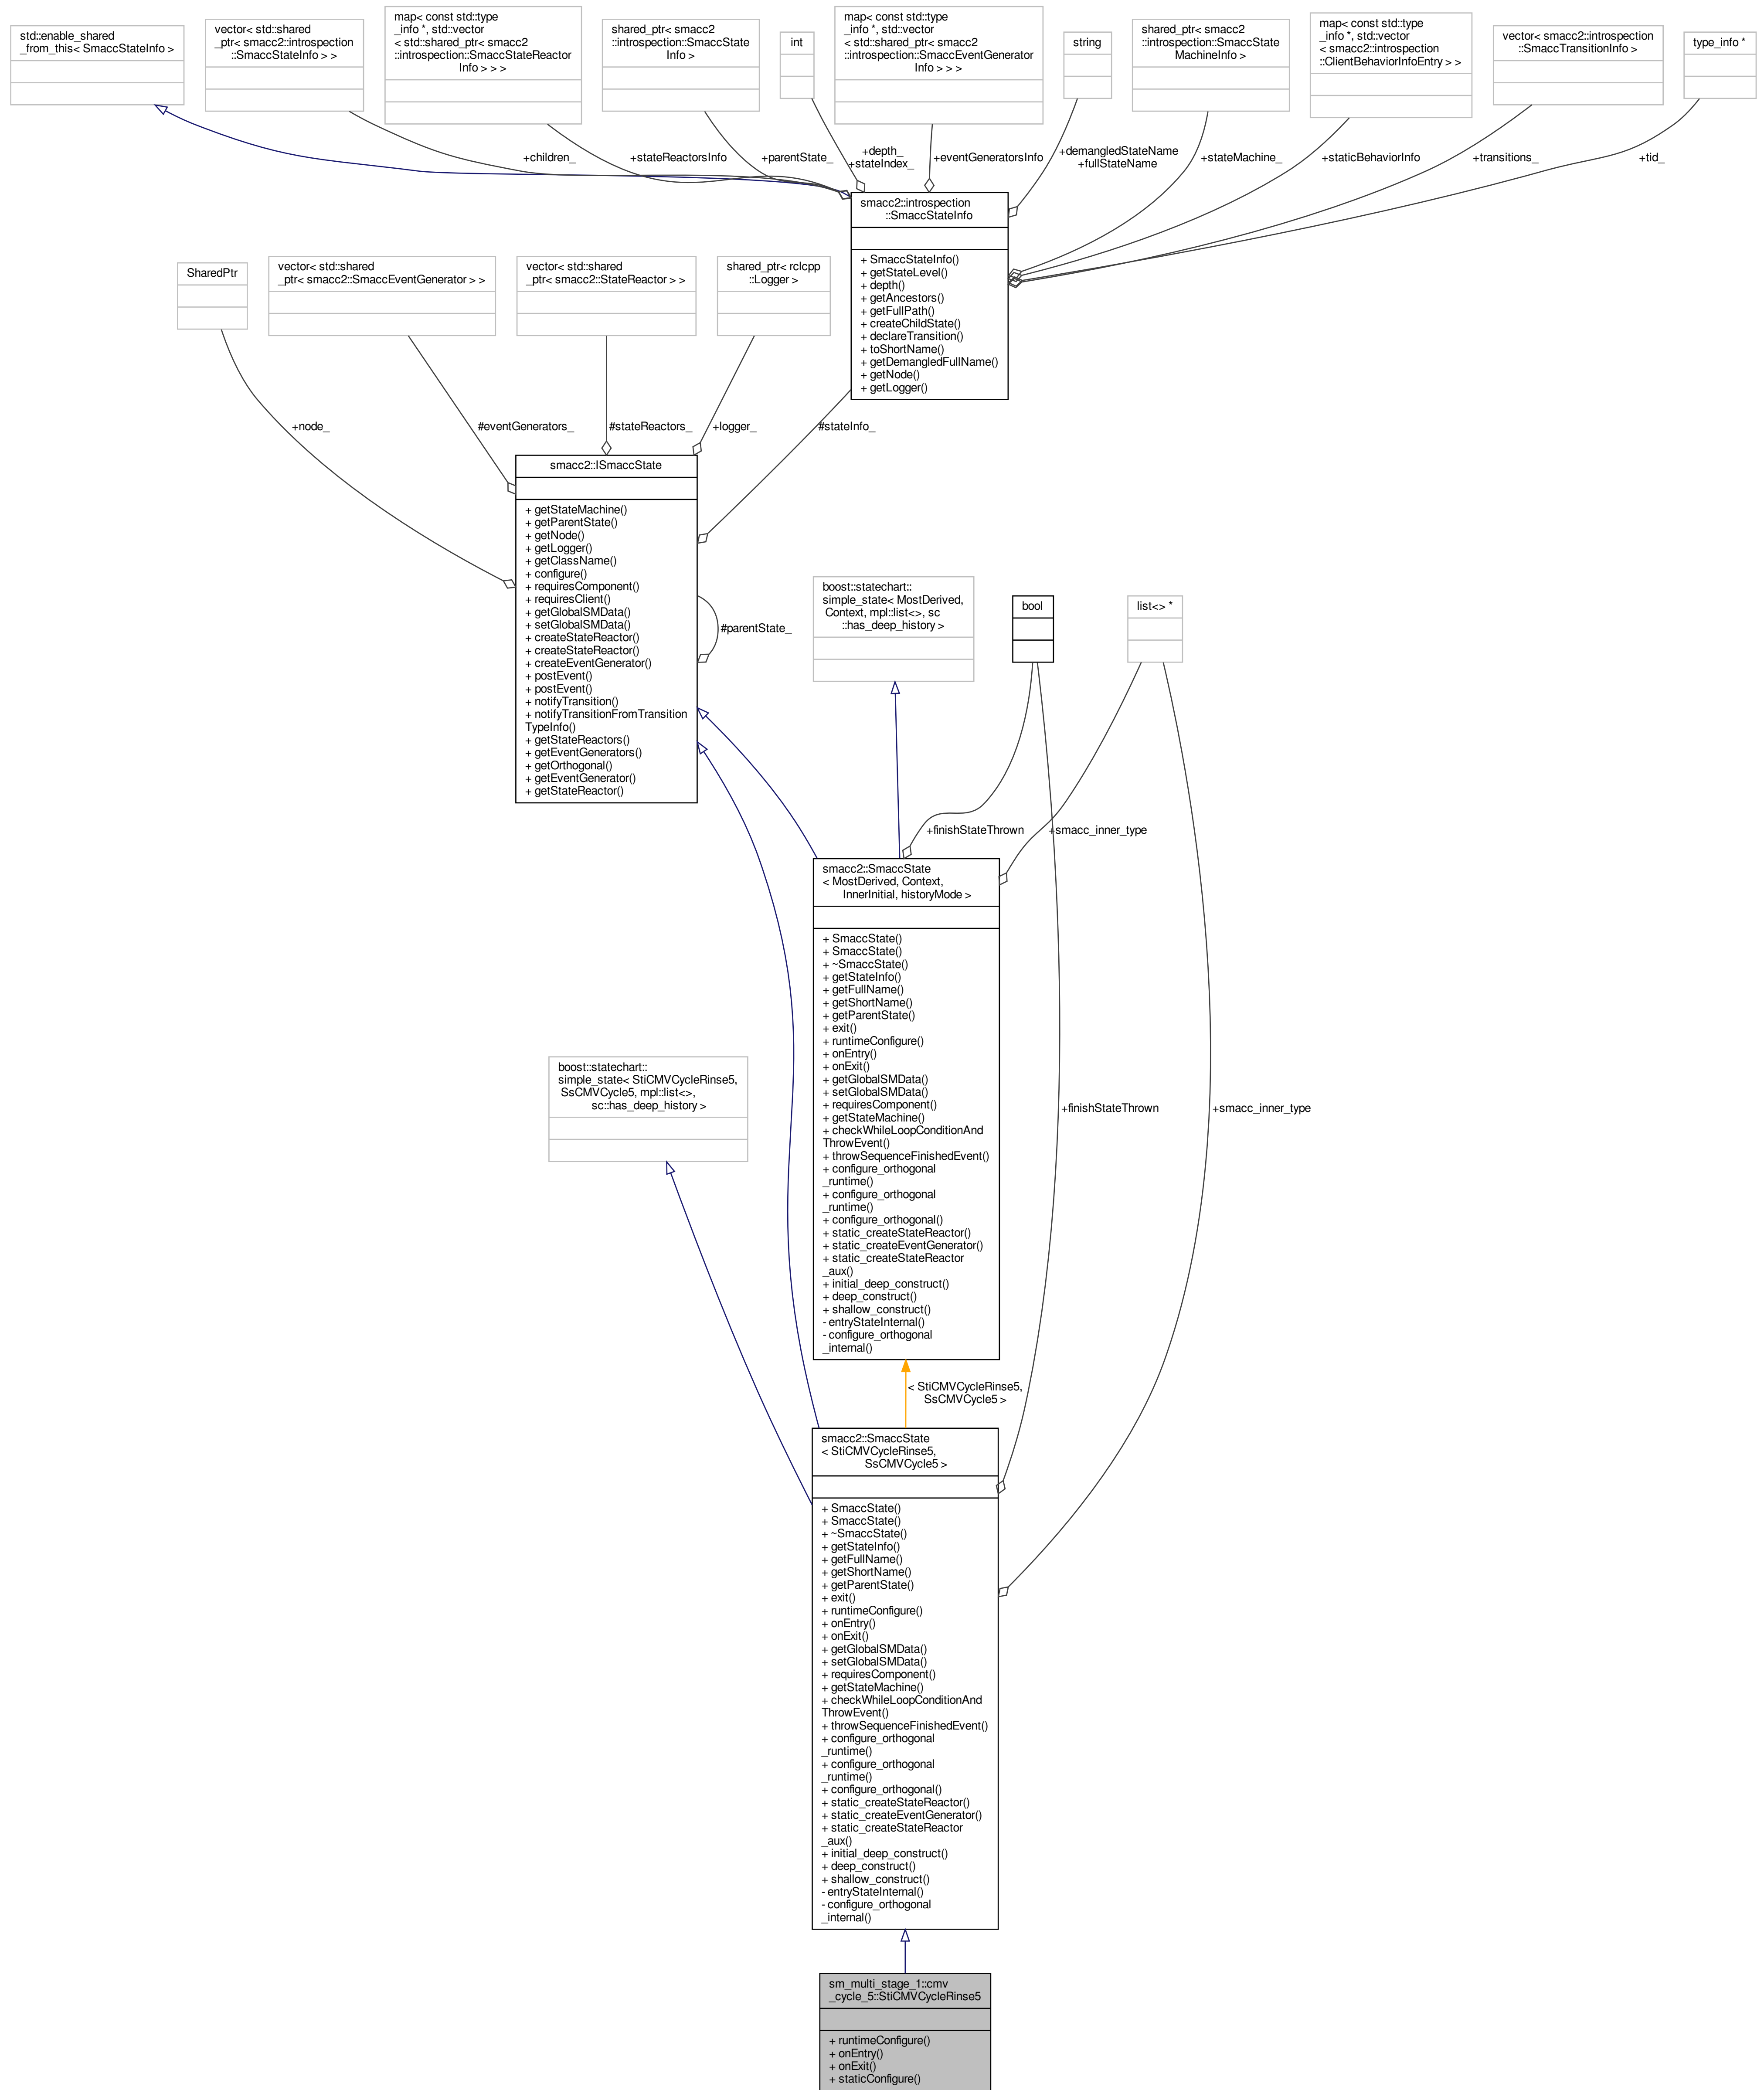 std::enable_shared
_from_this< SmaccStateInfo >
vector< std::shared
_ptr< smacc2::introspection
::SmaccStateInfo > >
map< const std::type
_info *, std::vector
< std::shared_ptr< smacc2
::introspection::SmaccStateReactor
Info > > >
shared_ptr< smacc2
::introspection::SmaccState
Info >
int
map< const std::type
_info *, std::vector
< std::shared_ptr< smacc2
::introspection::SmaccEventGenerator
Info > > >
string
shared_ptr< smacc2
::introspection::SmaccState
MachineInfo >
map< const std::type
_info *, std::vector
< smacc2::introspection
::ClientBehaviorInfoEntry > >
vector< smacc2::introspection
::SmaccTransitionInfo >
type_info *
+children_
+stateReactorsInfo
+parentState_
+depth_
+stateIndex_
+eventGeneratorsInfo
+demangledStateName
+fullStateName
+stateMachine_
+staticBehaviorInfo
+transitions_
+tid_
smacc2::introspection
::SmaccStateInfo
+ SmaccStateInfo()
+ getStateLevel()
+ depth()
+ getAncestors()
+ getFullPath()
+ createChildState()
+ declareTransition()
+ toShortName()
+ getDemangledFullName()
+ getNode()
+ getLogger()
SharedPtr
vector< std::shared
_ptr< smacc2::SmaccEventGenerator > >
vector< std::shared
_ptr< smacc2::StateReactor > >
shared_ptr< rclcpp
::Logger >
+node_
#eventGenerators_
#stateReactors_
+logger_
#stateInfo_
smacc2::ISmaccState
+ getStateMachine()
+ getParentState()
+ getNode()
+ getLogger()
+ getClassName()
+ configure()
+ requiresComponent()
+ requiresClient()
+ getGlobalSMData()
+ setGlobalSMData()
+ createStateReactor()
+ createStateReactor()
+ createEventGenerator()
+ postEvent()
+ postEvent()
+ notifyTransition()
+ notifyTransitionFromTransition
TypeInfo()
+ getStateReactors()
+ getEventGenerators()
+ getOrthogonal()
+ getEventGenerator()
+ getStateReactor()
#parentState_
boost::statechart::
simple_state< MostDerived,
Context, mpl::list<>, sc
::has_deep_history >
bool
list<> *
+finishStateThrown
+smacc_inner_type
smacc2::SmaccState
< MostDerived, Context,
InnerInitial, historyMode >
+ SmaccState()
+ SmaccState()
+ ~SmaccState()
+ getStateInfo()
+ getFullName()
+ getShortName()
+ getParentState()
+ exit()
+ runtimeConfigure()
+ onEntry()
+ onExit()
+ getGlobalSMData()
+ setGlobalSMData()
+ requiresComponent()
+ getStateMachine()
+ checkWhileLoopConditionAnd
ThrowEvent()
+ throwSequenceFinishedEvent()
+ configure_orthogonal
_runtime()
+ configure_orthogonal
_runtime()
+ configure_orthogonal()
+ static_createStateReactor()
+ static_createEventGenerator()
+ static_createStateReactor
_aux()
+ initial_deep_construct()
+ deep_construct()
+ shallow_construct()
- entryStateInternal()
- configure_orthogonal
_internal()
boost::statechart::
simple_state< StiCMVCycleRinse5,
SsCMVCycle5, mpl::list<>,
sc::has_deep_history >
+finishStateThrown
+smacc_inner_type
< StiCMVCycleRinse5,
SsCMVCycle5 >
smacc2::SmaccState
< StiCMVCycleRinse5,
SsCMVCycle5 >
+ SmaccState()
+ SmaccState()
+ ~SmaccState()
+ getStateInfo()
+ getFullName()
+ getShortName()
+ getParentState()
+ exit()
+ runtimeConfigure()
+ onEntry()
+ onExit()
+ getGlobalSMData()
+ setGlobalSMData()
+ requiresComponent()
+ getStateMachine()
+ checkWhileLoopConditionAnd
ThrowEvent()
+ throwSequenceFinishedEvent()
+ configure_orthogonal
_runtime()
+ configure_orthogonal
_runtime()
+ configure_orthogonal()
+ static_createStateReactor()
+ static_createEventGenerator()
+ static_createStateReactor
_aux()
+ initial_deep_construct()
+ deep_construct()
+ shallow_construct()
- entryStateInternal()
- configure_orthogonal
_internal()
sm_multi_stage_1::cmv
_cycle_5::StiCMVCycleRinse5
+ runtimeConfigure()
+ onEntry()
+ onExit()
+ staticConfigure()